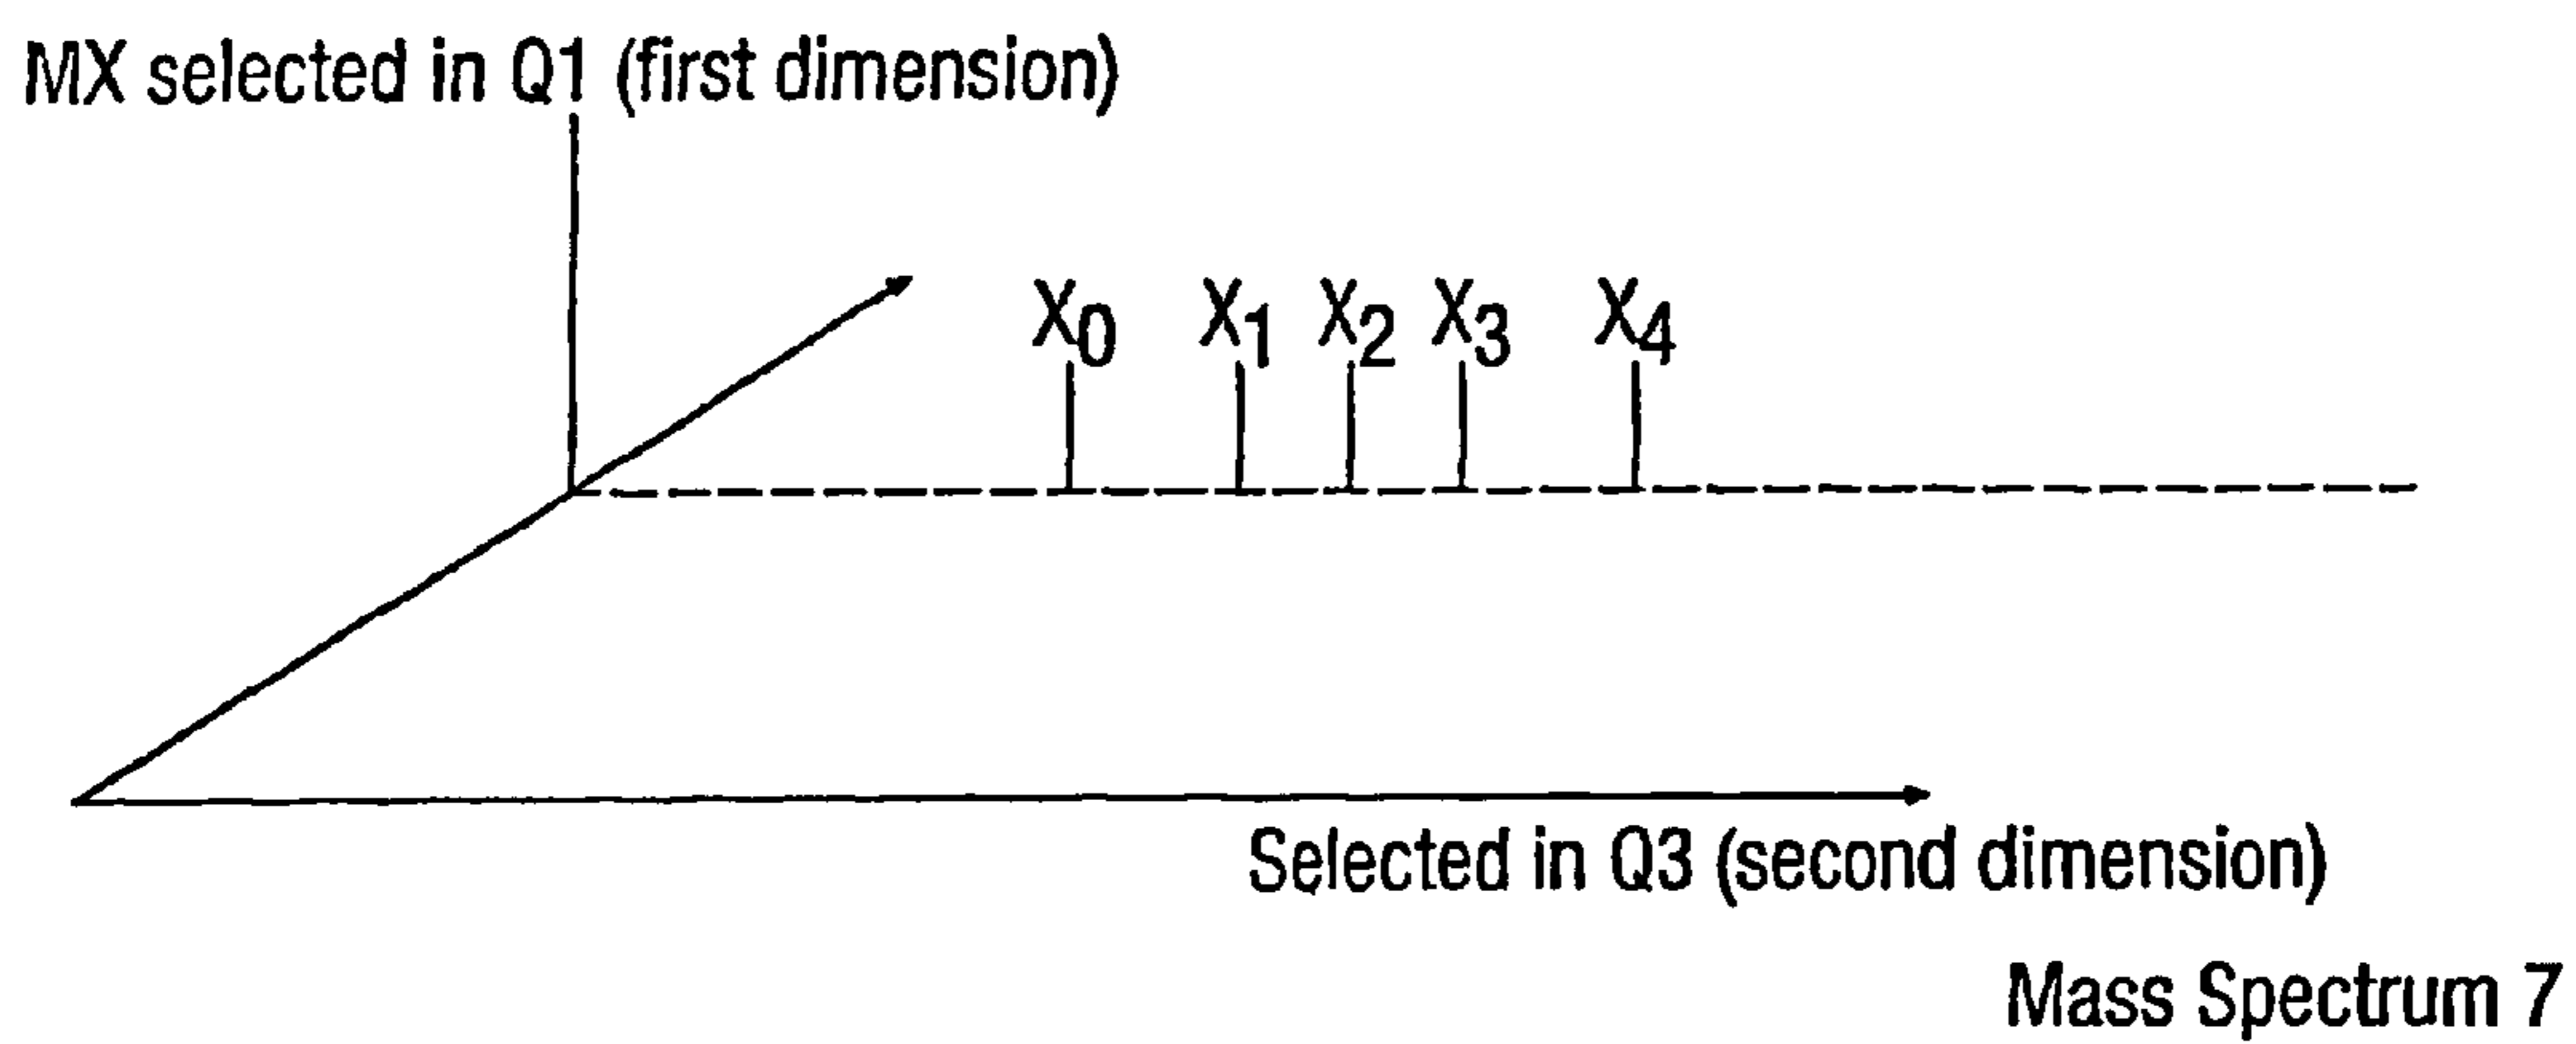 MX selected in Q1 (first dimension)
X₀ X₁ X₂ X₃ X₄
Selected in Q3 (second dimension)
Mass Spectrum 7